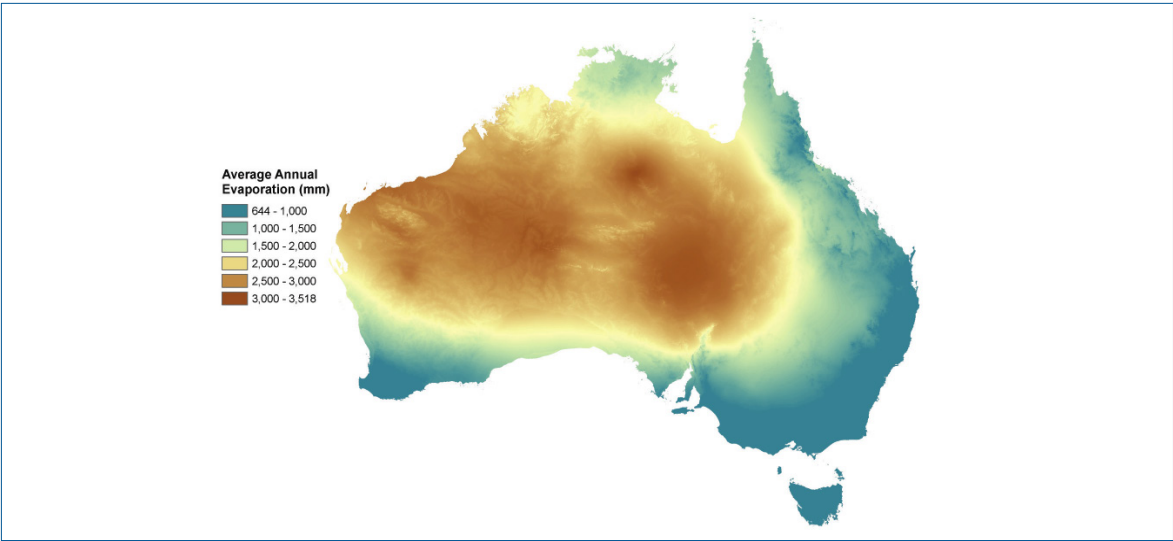 Average Annual
Evaporation (mm)
644 - 1,000
1,000 - 1,500
1,500 - 2,000
2,000 - 2,500
2,500 - 3,000
3,000 - 3,518